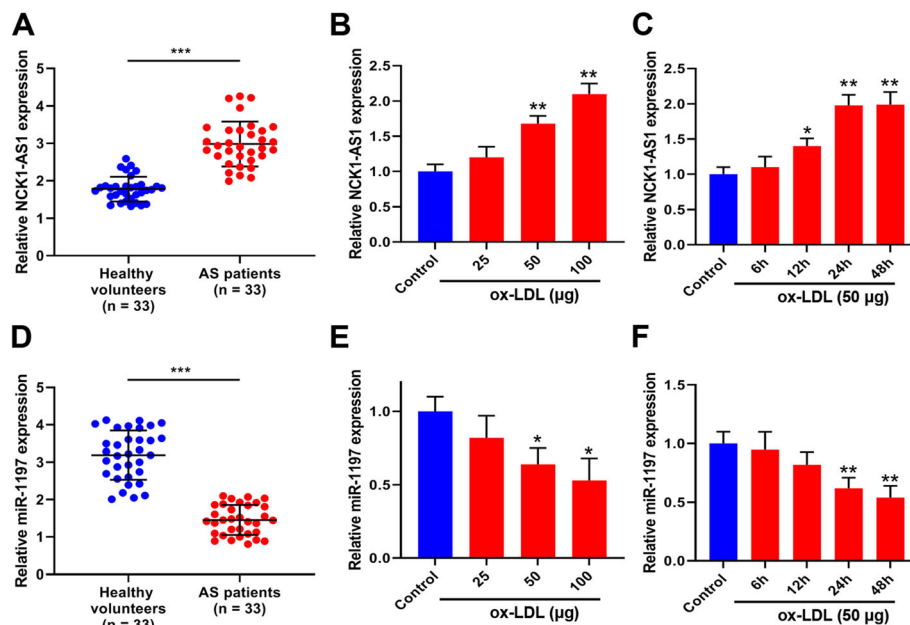 A
Relative NCK1-AS1 expression
5
4
3
2
1
0
***
Healthy
volunteers
(n = 33)
AS patients
(n = 33)
B
Relative NCK1-AS1 expression
2.5
2.0
1.5
1.0
0.5
0.0
**
**
Control
25
50
100
ox-LDL (μg)
C
Relative NCK1-AS1 expression
2.5
2.0
1.5
1.0
0.5
0.0
*
**
**
Control
6h
12h
24h
48h
ox-LDL (50 μg)
D
Relative miR-1197 expression
5
4
3
2
1
0
***
Healthy
volunteers
(n = 33)
AS patients
(n = 33)
E
Relative miR-1197 expression
1.0
0.5
0.0
*
*
Control
25
50
100
ox-LDL (μg)
F
Relative miR-1197 expression
1.5
1.0
0.5
0.0
**
**
Control
6h
12h
24h
48h
ox-LDL (50 μg)